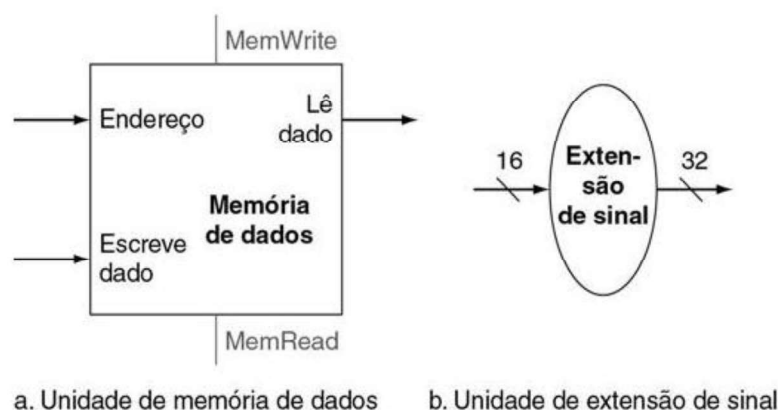 MemWrite
Endereço
Lê
dado
Memória
de dados
Escreve
dado
MemRead
16
Exten-
são
de sinal
32
a. Unidade de memória de dados
b. Unidade de extensão de sinal